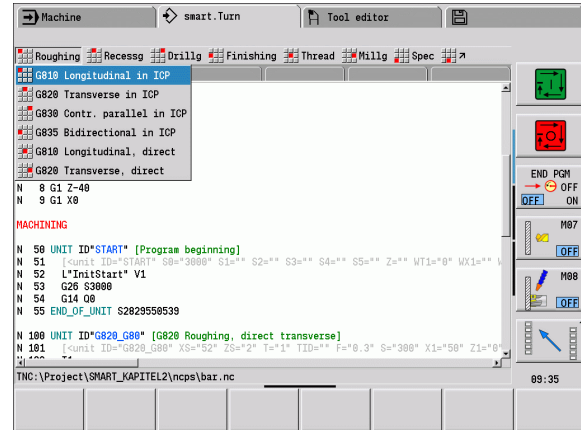 Machine
smart.Turn
Tool editor
Roughing Recessg Drillg Finishing Thread Millg Spec
G810 Longitudinal in ICP
G820 Transverse in ICP
G830 Contr. parallel in ICP
G835 Bidirectional in ICP
G810 Longitudinal, direct
G820 Transverse, direct
N 8 G1 Z-40
N 9 G1 X0
MACHINING
N 50 UNIT ID"START" [Program beginning]
N 51 [<unit ID="START" S0="3000" S1="" S2="" S3="" S4="" S5="" Z="" WT1="0" WX1=""
N 52 L"InitStart" V1
N 53 G26 S3000
N 54 G14 Q0
N 55 END_OF_UNIT S2829550539
N 100 UNIT ID"G820_G80" [G820 Roughing, direct transverse]
N 101 [<unit ID="G820_G80" XS="52" ZS="2" T="1" TID="" F="0.3" S="300" X1="50" Z1="0"
TNC:\Project\SMART_KAPITEL2\ncps\bar.nc
END PGM
OFF
OFF ON
M07
OFF
M08
OFF
09:35